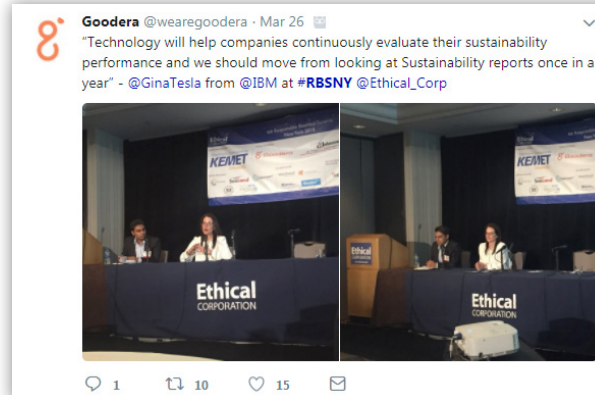 Goodera @wearegoodera · Mar 26
“Technology will help companies continuously evaluate their sustainability
performance and we should move from looking at Sustainability reports once in a
year” - @GinaTesla from @IBM at #RBSNY @Ethical_Corp
KEMET Goodera
KEMET
Ethical
CORPORATION
Ethical
Ethical
CORPORATION
1 10 15